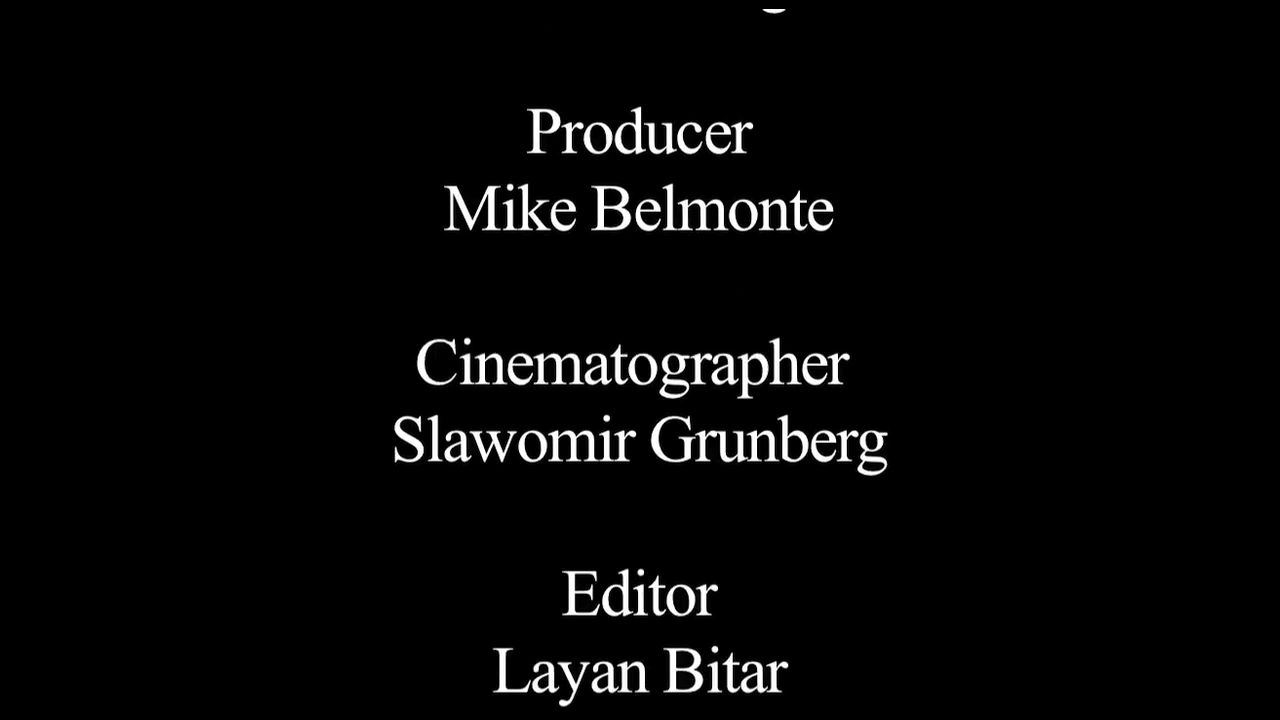 Producer
Mike Belmonte
Cinematographer
Slawomir Grunberg
Editor
Layan Bitar